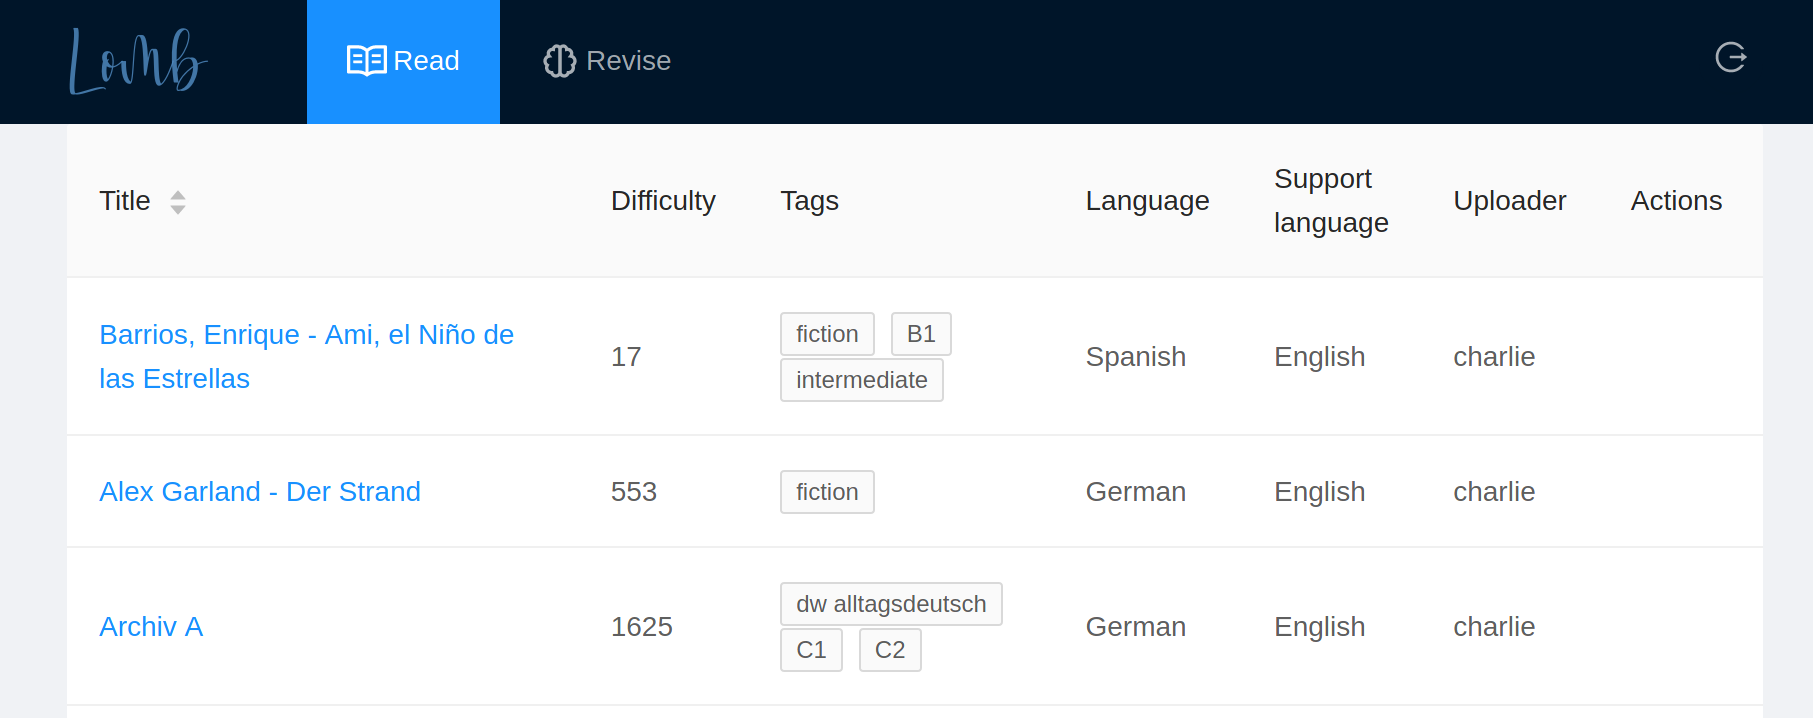 Lomb
Read
Revise
Title
Difficulty
Tags
Language
Support
language
Uploader
Actions
Barrios, Enrique - Ami, el Niño de
las Estrellas
17
fiction
B1
intermediate
Spanish
English
charlie
Alex Garland - Der Strand
553
fiction
German
English
charlie
Archiv A
1625
dw alltagsdeutsch
C1
C2
German
English
charlie